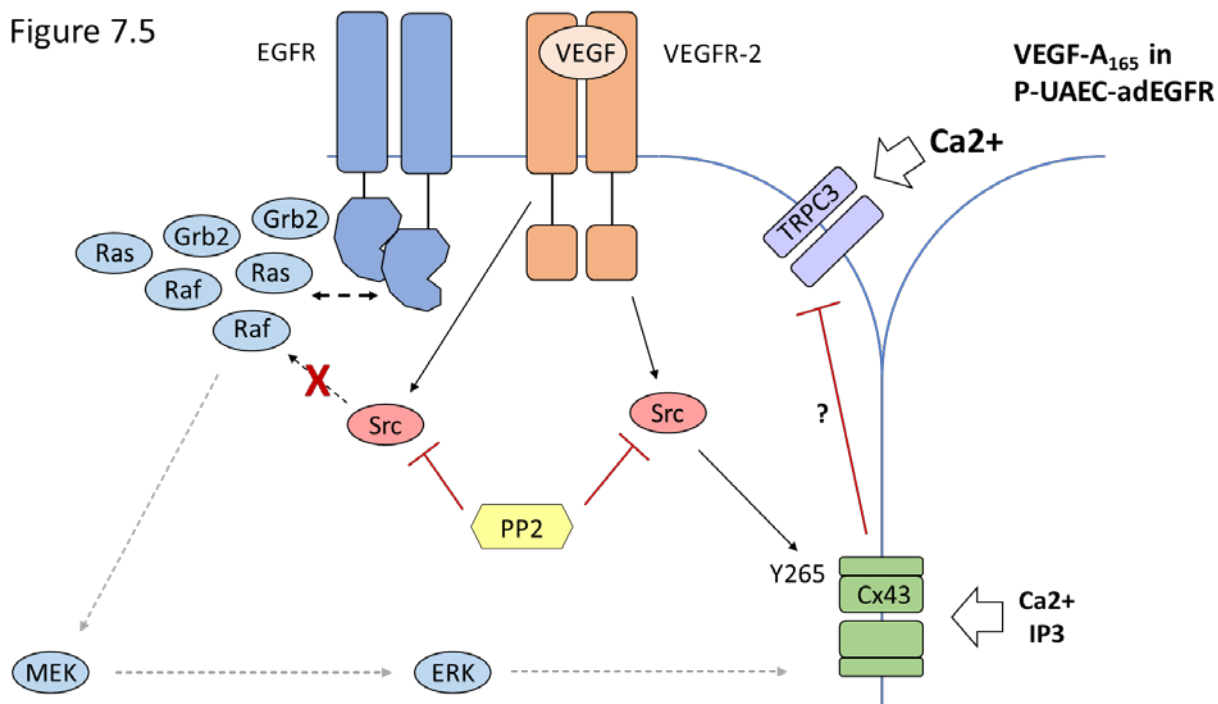 Figure 7.5
EGFR
VEGF
VEGFR-2
VEGF-A₁₆₅ in
P-UAEC-adEGFR
Ca2+
TRPC3
Grb2
Grb2
Ras
Ras
Raf
Raf
X
Src
Src
?
PP2
Y265
Cx43
Ca2+
IP3
MEK
ERK